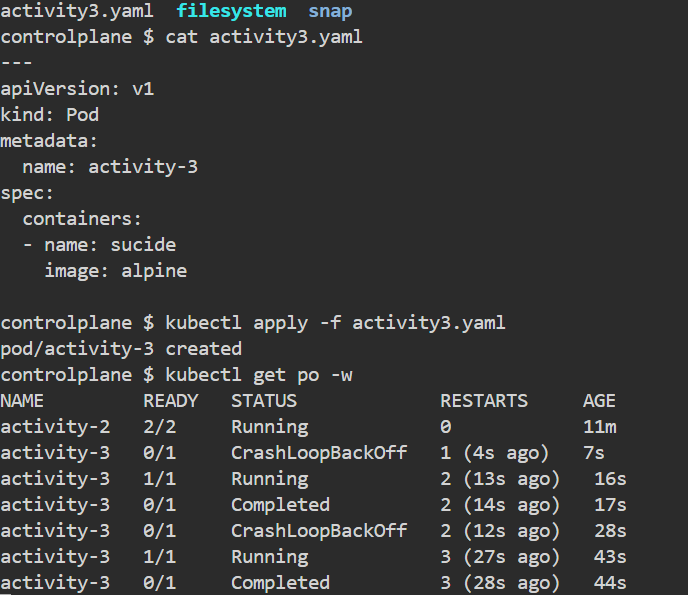 activity3.yaml  filesystem  snap
controlplane $ cat activity3.yaml
---
apiVersion: v1
kind: Pod
metadata:
  name: activity-3
spec:
  containers:
  - name: sucide
    image: alpine

controlplane $ kubectl apply -f activity3.yaml
pod/activity-3 created
controlplane $ kubectl get po -w
NAME         READY   STATUS             RESTARTS     AGE
activity-2   2/2     Running            0            11m
activity-3   0/1     CrashLoopBackOff   1 (4s ago)   7s
activity-3   1/1     Running            2 (13s ago)   16s
activity-3   0/1     Completed          2 (14s ago)   17s
activity-3   0/1     CrashLoopBackOff   2 (12s ago)   28s
activity-3   1/1     Running            3 (27s ago)   43s
activity-3   0/1     Completed          3 (28s ago)   44s